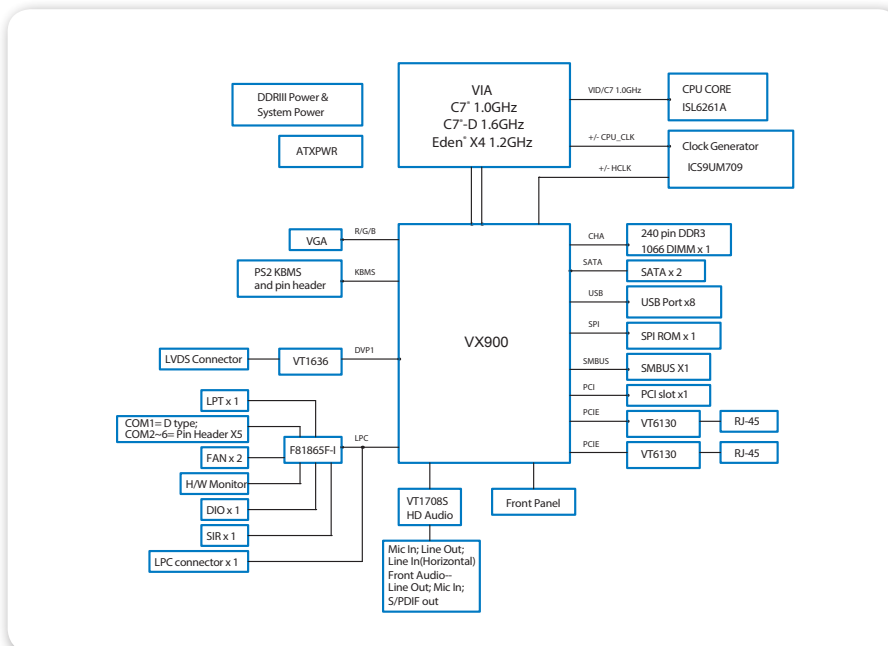 DDRIII Power &
System Power
ATXPWR
VIA
C7® 1.0GHz
C7®-D 1.6GHz
Eden® X4 1.2GHz
VID/C7 1.0GHz
CPU CORE
ISL6261A
+/- CPU_CLK
Clock Generator
ICS9UM709
+/- HCLK
VGA
R/G/B
PS2 KBMS
and pin header
KBMS
LVDS Connector
VT1636
DVP1
LPT x 1
COM1= D type;
COM2~6= Pin Header X5
FAN x 2
H/W Monitor
DIO x 1
SIR x 1
LPC connector x 1
F81865F-I
LPC
VX900
CHA
240 pin DDR3
1066 DIMM x 1
SATA
SATA x 2
USB
USB Port x8
SPI
SPI ROM x 1
SMBUS
SMBUS X1
PCI
PCI slot x1
PCIE
VT6130
RJ-45
PCIE
VT6130
RJ-45
VT1708S
HD Audio
Front Panel
Mic In; Line Out;
Line In(Horizontal)
Front Audio--
Line Out; Mic In;
S/PDIF out